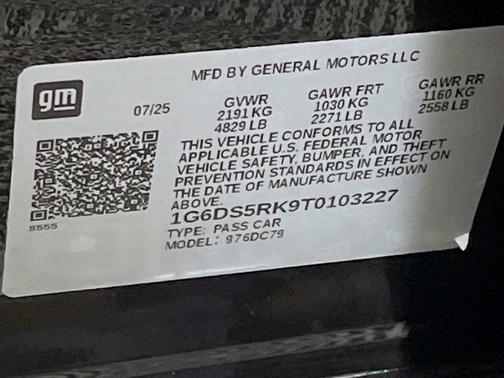 MFD BY GENERAL MOTORS LLC
gm
07/25
GVWR GAWR FRT GAWR RR
2191 KG 1030 KG 1160 KG
4829 LB 2271 LB 2558 LB
THIS VEHICLE CONFORMS TO ALL
APPLICABLE U.S. FEDERAL MOTOR
VEHICLE SAFETY, BUMPER, AND THEFT
PREVENTION STANDARDS IN EFFECT ON
THE DATE OF MANUFACTURE SHOWN
ABOVE.
1G6DS5RK9T0103227
TYPE: PASS CAR
MODEL: 976DC79
8555